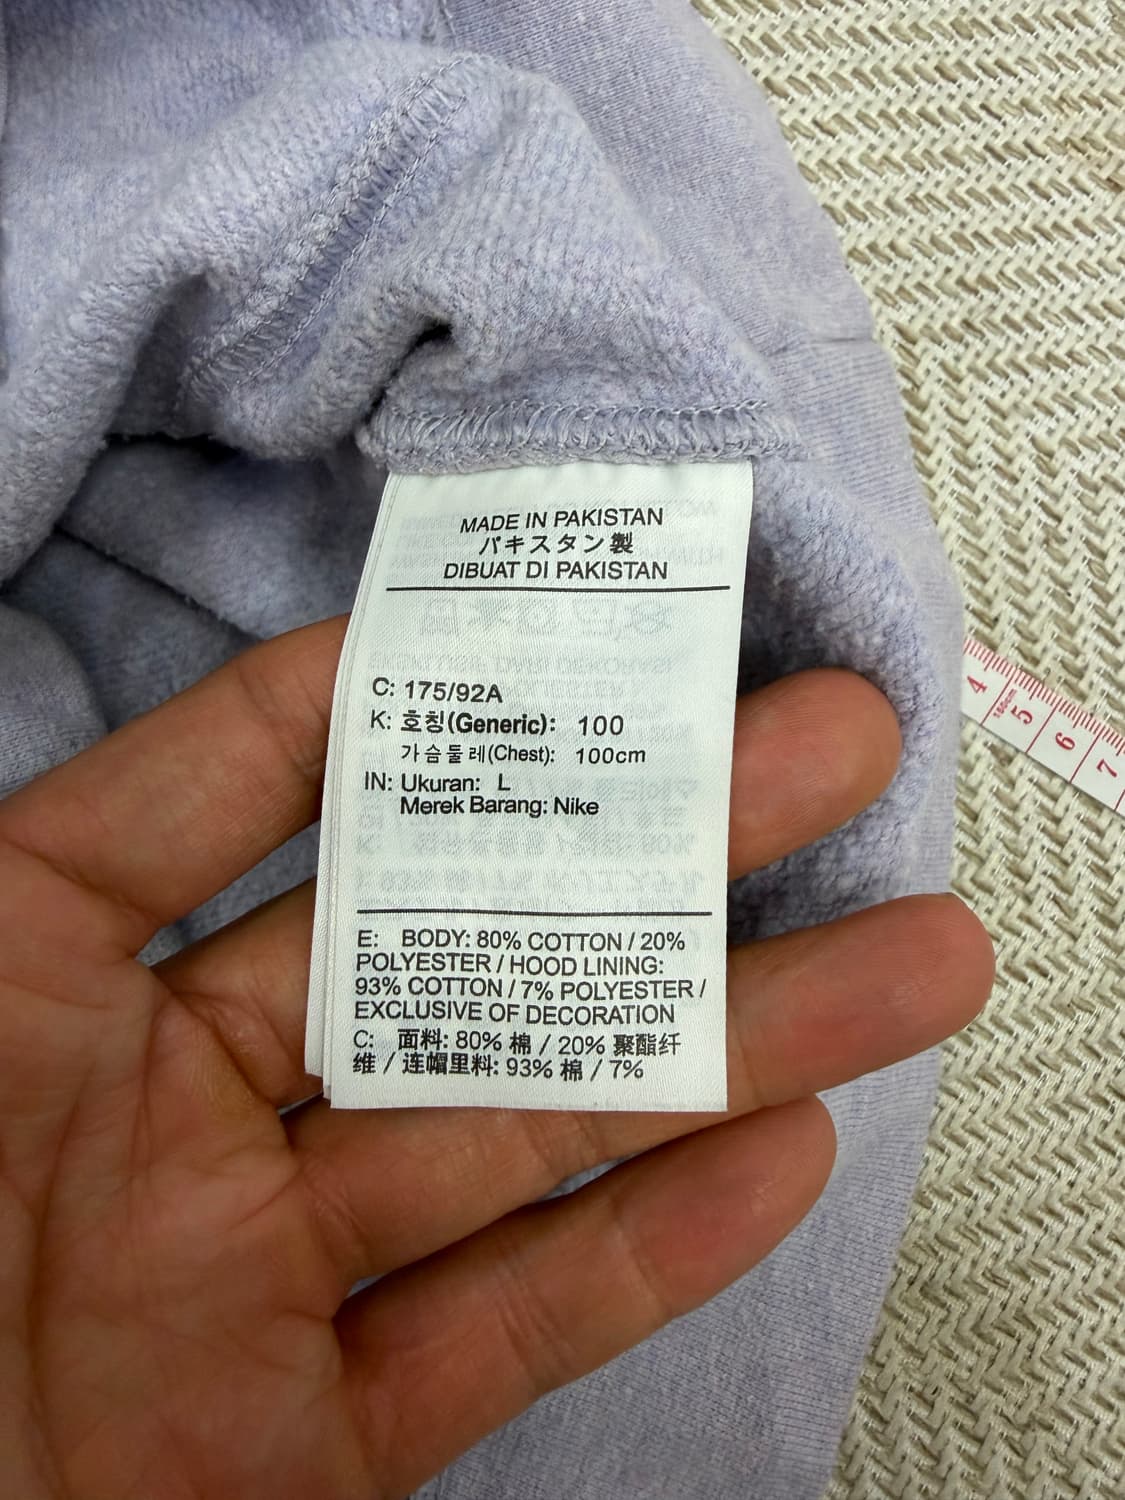 MADE IN PAKISTAN
パキスタン製
DIBUAT DI PAKISTAN
C: 175/92A
K: 호칭(Generic): 100
가슴둘레(Chest): 100cm
IN: Ukuran: L
Merek Barang: Nike
E: BODY: 80% COTTON / 20%
POLYESTER / HOOD LINING:
93% COTTON / 7% POLYESTER /
EXCLUSIVE OF DECORATION
C: 面料: 80% 棉 / 20% 聚酯纤
维 / 连帽里料: 93% 棉 / 7%
4
150cm
5
6
7